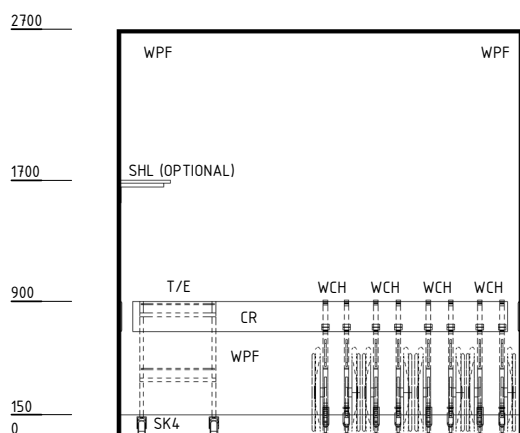 2700
WPF WPF
1700
SHL (OPTIONAL)
900
T/E WCH WCH WCH WCH
CR
WPF
150
SK4
0